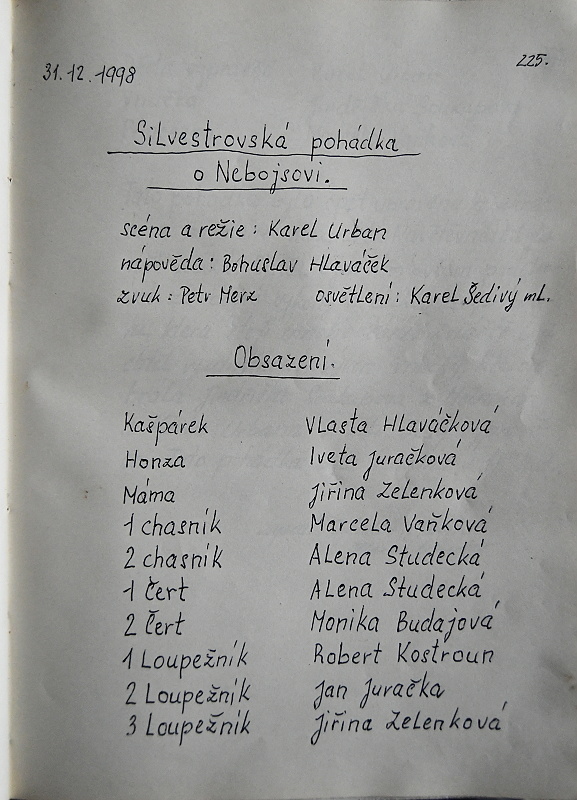 31.12.1998 225.
Silvestrovská pohádka
o Nebojsovi.
scéna a režie : Karel Urban
nápověda : Bohuslav Hlaváček
zvuk : Petr Merz osvětlení : Karel Šedivý ml.
Obsazení.
Kašpárek Vlasta Hlaváčková
Honza Iveta Juračková
Máma Jiřina Zelenková
1 chasník Marcela Vaňková
2 chasník Alena Studecká
1 čert Alena Studecká
2 čert Monika Budajová
1 Loupežník Robert Kostroun
2 Loupežník Jan Juračka
3 Loupežník Jiřina Zelenková